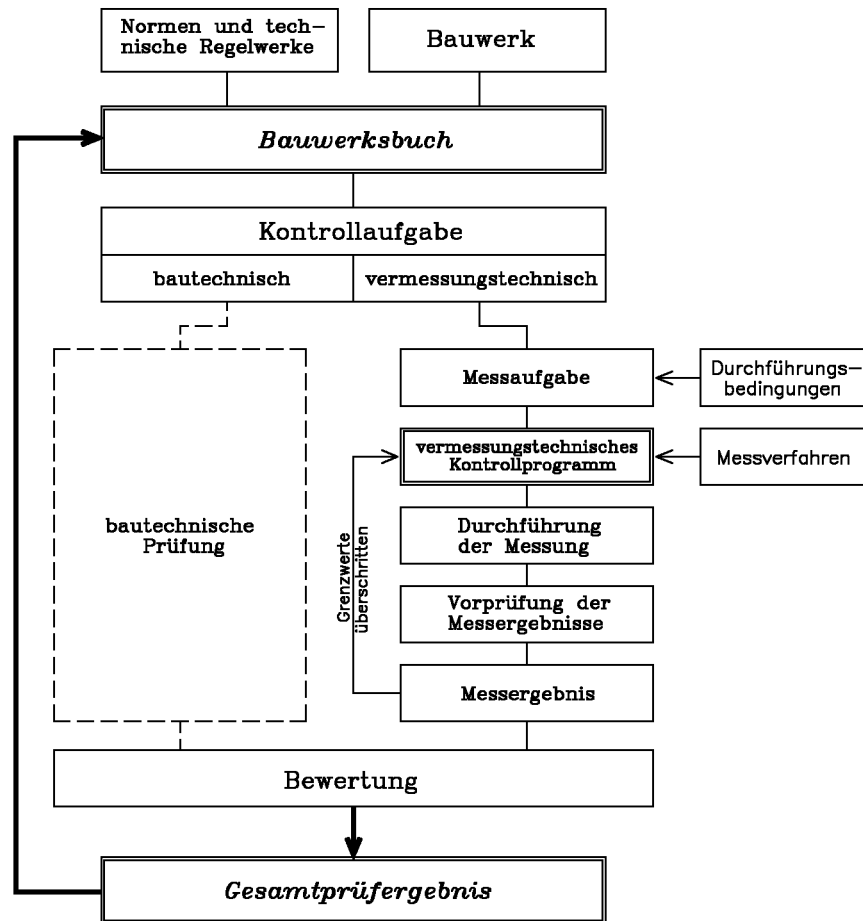 Normen und tech-
nische Regelwerke
Bauwerk
Bauwerksbuch
Kontrollaufgabe
bautechnisch
vermessungstechnisch
Messaufgabe
Durchführungs-
bedingungen
vermessungstechnisches
Kontrollprogramm
Messverfahren
bautechnische
Prüfung
Grenzwerte
überschritten
Durchführung
der Messung
Vorprüfung der
Messergebnisse
Messergebnis
Bewertung
Gesamtprüfergebnis